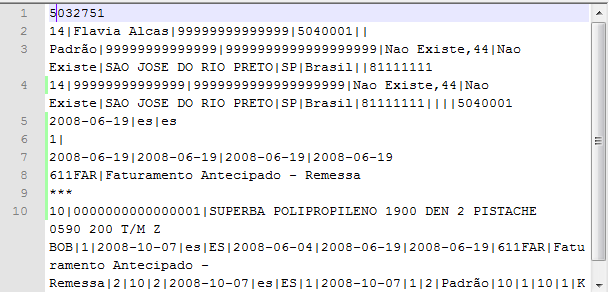 1 5032751
2 14|Flavia Alcas|99999999999999|5040001||
3 Padrão|99999999999999|9999999999999999999|Nao Existe,44|Nao
Existe|SAO JOSE DO RIO PRETO|SP|Brasil||81111111
4 14|99999999999999|9999999999999999999|Nao Existe,44|Nao
Existe|SAO JOSE DO RIO PRETO|SP|Brasil|81111111||||5040001
5 2008-06-19|es|es
6 1|
7 2008-06-19|2008-06-19|2008-06-19|2008-06-19
8 611FAR|Faturamento Antecipado - Remessa
9 ***
10 10|0000000000000001|SUPERBA POLIPROPILENO 1900 DEN 2 PISTACHE
0590 200 T/M Z
BOB|1|2008-10-07|es|ES|2008-06-04|2008-06-19|2008-06-19|611FAR|Fatu
ramento Antecipado -
Remessa|2|10|2|2008-10-07|es|ES|1|2008-10-07|1|2|Padrão|10|1|10|1|K